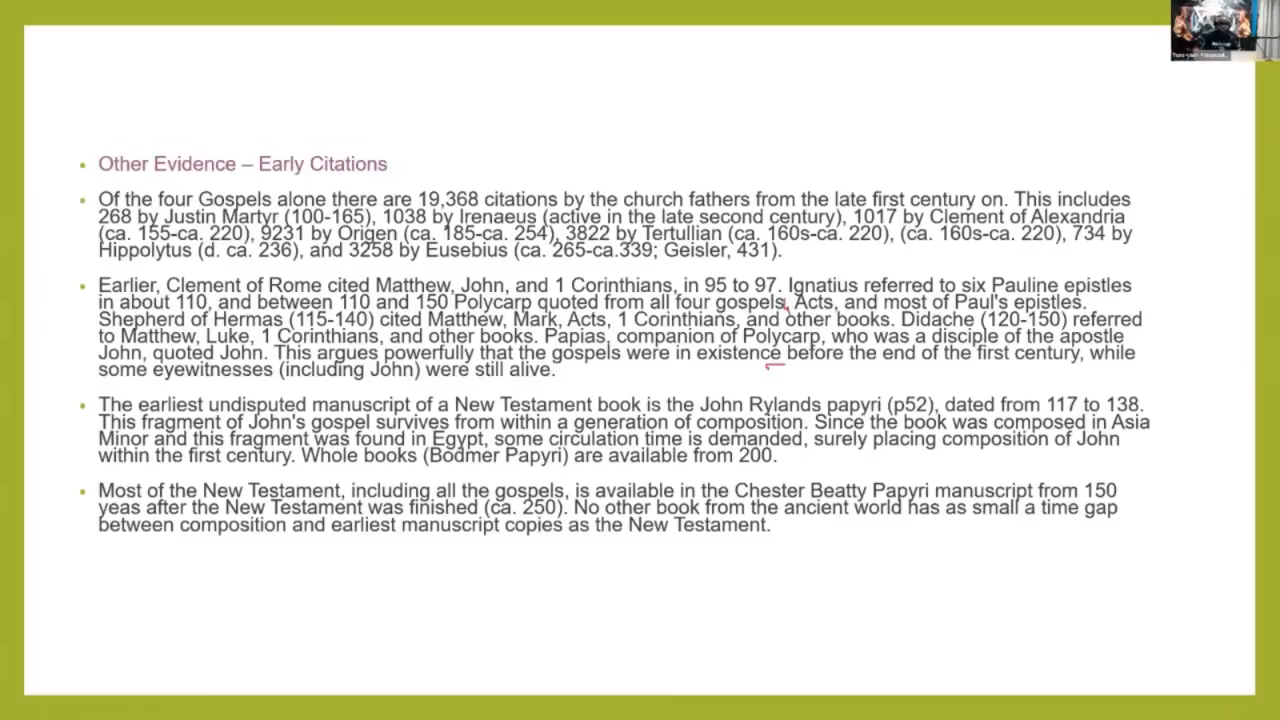 Other Evidence – Early Citations
Of the four Gospels alone there are 19,368 citations by the church fathers from the late first century on. This includes
268 by Justin Martyr (100-165), 1038 by Irenaeus (active in the late second century), 1017 by Clement of Alexandria
(ca. 155-ca. 220), 9231 by Origen (ca. 185-ca. 254), 3822 by Tertullian (ca. 160s-ca. 220), (ca. 160s-ca. 220), 734 by
Hippolytus (d. ca. 236), and 3258 by Eusebius (ca. 265-ca.339; Geisler, 431).
Earlier, Clement of Rome cited Matthew, John, and 1 Corinthians, in 95 to 97. Ignatius referred to six Pauline epistles
in about 110, and between 110 and 150 Polycarp quoted from all four gospels, Acts, and most of Paul's epistles.
Shepherd of Hermas (115-140) cited Matthew, Mark, Acts, 1 Corinthians, and other books. Didache (120-150) referred
to Matthew, Luke, 1 Corinthians, and other books. Papias, companion of Polycarp, who was a disciple of the apostle
John, quoted John. This argues powerfully that the gospels were in existence before the end of the first century, while
some eyewitnesses (including John) were still alive.
The earliest undisputed manuscript of a New Testament book is the John Rylands papyri (p52), dated from 117 to 138.
This fragment of John's gospel survives from within a generation of composition. Since the book was composed in Asia
Minor and this fragment was found in Egypt, some circulation time is demanded, surely placing composition of John
within the first century. Whole books (Bodmer Papyri) are available from 200.
Most of the New Testament, including all the gospels, is available in the Chester Beatty Papyri manuscript from 150
yeas after the New Testament was finished (ca. 250). No other book from the ancient world has as small a time gap
between composition and earliest manuscript copies as the New Testament.